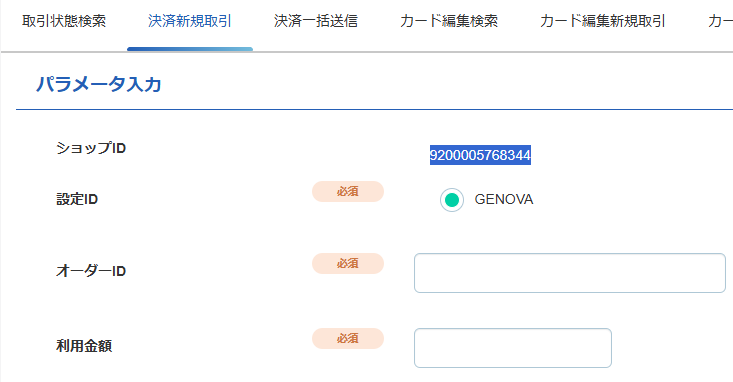 取引状態検索 決済新規取引 決済一括送信 カード編集検索 カード編集新規取引 カー
パラメータ入力
ショップID 9200005768344
設定ID 必須 GENOVA
オーダーID 必須
利用金額 必須